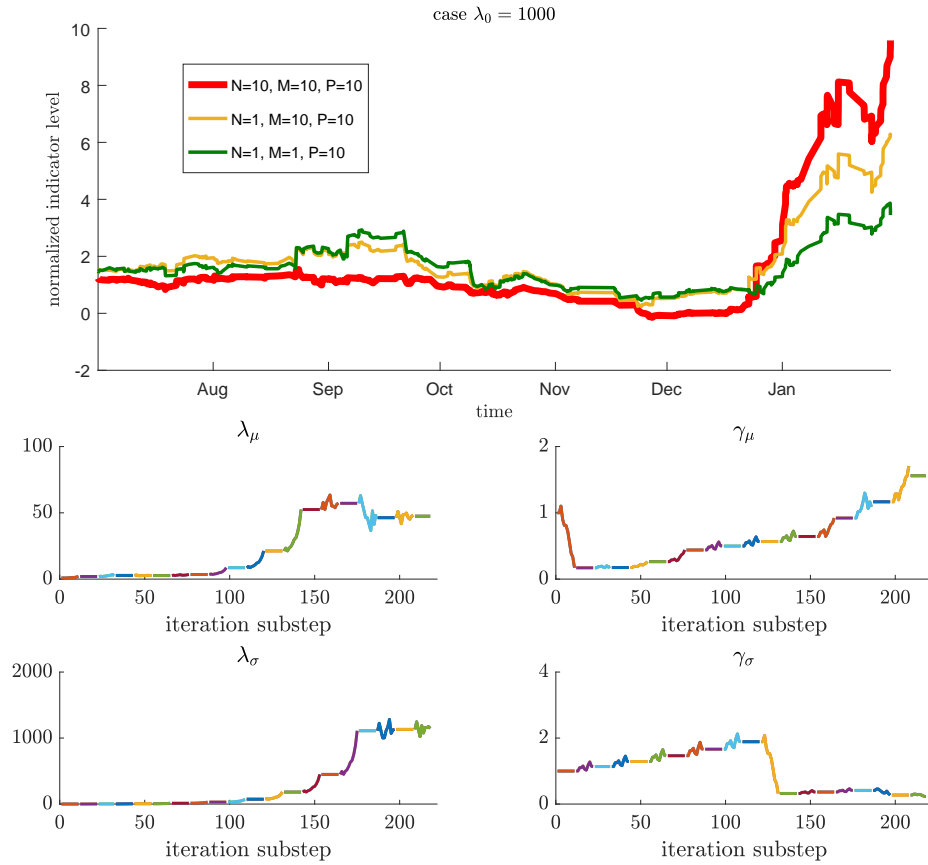 case λ₀ = 1000
normalized indicator level
10
8
6
4
2
0
-2
N=10, M=10, P=10
N=1, M=10, P=10
N=1, M=1, P=10
Aug Sep Oct Nov Dec Jan
time
λμ
100
50
0
0 50 100 150 200
iteration substep
γμ
2
1
0
0 50 100 150 200
iteration substep
λσ
2000
1000
0
0 50 100 150 200
iteration substep
γσ
4
2
0
0 50 100 150 200
iteration substep